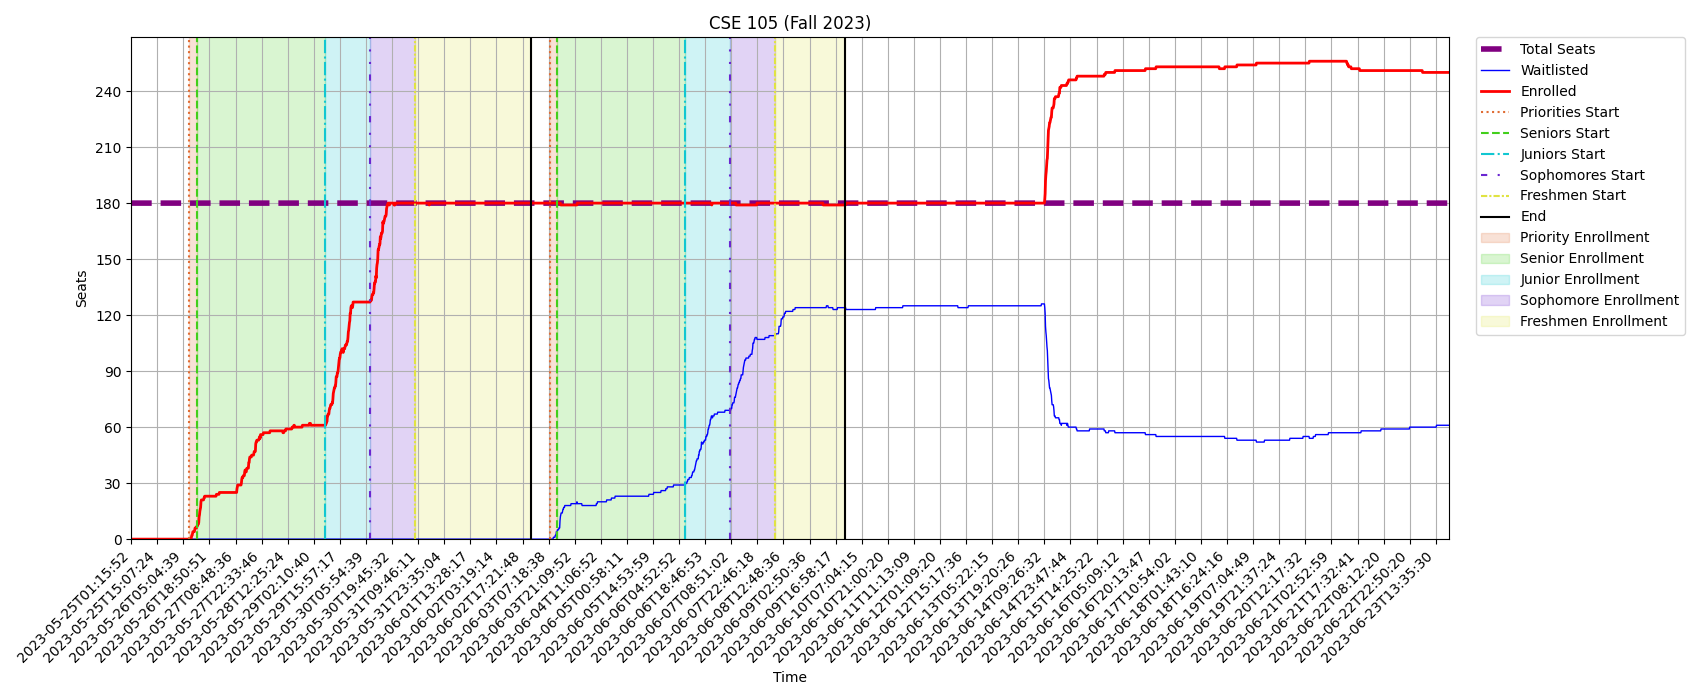 CSE 105 (Fall 2023)
240
210
180
150
120
90
60
30
0
Seats
2023-05-25T01:15:52
2023-05-25T15:07:24
2023-05-26T05:04:39
2023-05-26T18:50:51
2023-05-27T08:48:36
2023-05-27T22:33:46
2023-05-28T12:25:24
2023-05-29T02:10:40
2023-05-29T15:57:17
2023-05-30T05:54:39
2023-05-30T19:45:32
2023-05-31T09:46:11
2023-05-31T23:35:04
2023-06-01T13:28:17
2023-06-02T03:19:14
2023-06-02T17:21:48
2023-06-03T07:18:38
2023-06-03T21:09:52
2023-06-04T11:06:52
2023-06-05T00:58:11
2023-06-05T14:53:59
2023-06-06T04:52:52
2023-06-06T18:46:53
2023-06-07T08:51:02
2023-06-07T22:46:18
2023-06-08T12:48:36
2023-06-09T02:50:36
2023-06-09T16:58:17
2023-06-10T07:04:15
2023-06-10T21:00:20
2023-06-11T11:13:09
2023-06-12T01:09:20
2023-06-12T15:17:36
2023-06-13T05:22:15
2023-06-13T19:20:26
2023-06-14T09:26:32
2023-06-14T23:47:44
2023-06-15T14:25:22
2023-06-16T05:09:12
2023-06-16T20:13:47
2023-06-17T10:54:02
2023-06-18T01:43:10
2023-06-18T16:24:16
2023-06-19T07:04:49
2023-06-19T21:37:24
2023-06-20T12:17:32
2023-06-21T02:52:59
2023-06-21T17:32:41
2023-06-22T08:12:20
2023-06-22T22:50:20
2023-06-23T13:35:30
Time
Total Seats
Waitlisted
Enrolled
Priorities Start
Seniors Start
Juniors Start
Sophomores Start
Freshmen Start
End
Priority Enrollment
Senior Enrollment
Junior Enrollment
Sophomore Enrollment
Freshmen Enrollment